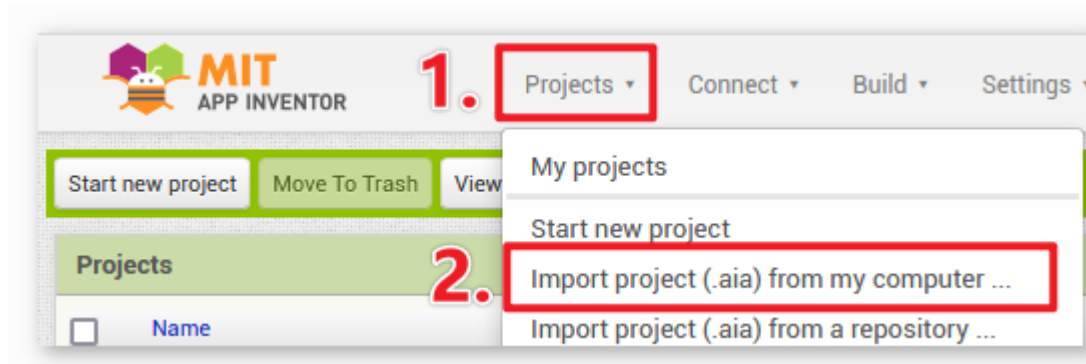 MIT
APP INVENTOR
1.
Projects
Connect
Build
Settings
My projects
Start new project
Move To Trash
View
Start new project
Projects
2.
Import project (.aia) from my computer ...
Name
Import project (.aia) from a repository ...